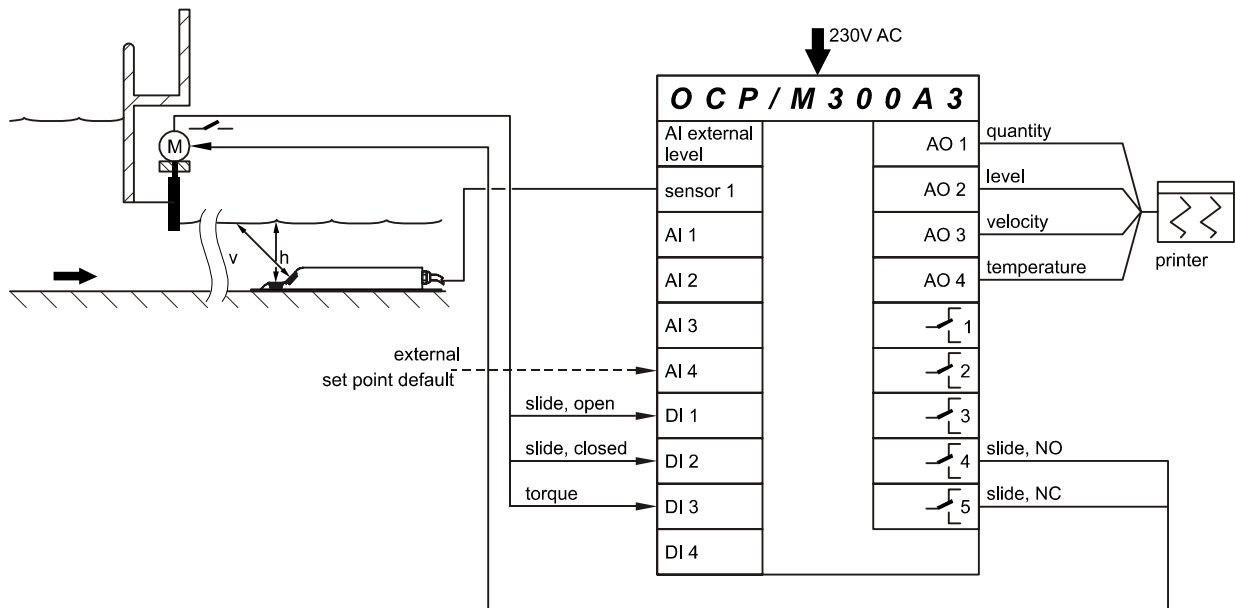 230V AC
OCP/M300A3
AI external
level
sensor 1
AI 1
AI 2
AI 3
AI 4
DI 1
DI 2
DI 3
DI 4
AO 1
AO 2
AO 3
AO 4
1
2
3
4
5
quantity
level
velocity
temperature
printer
slide, NO
slide, NC
M
v
h
external
set point default
slide, open
slide, closed
torque